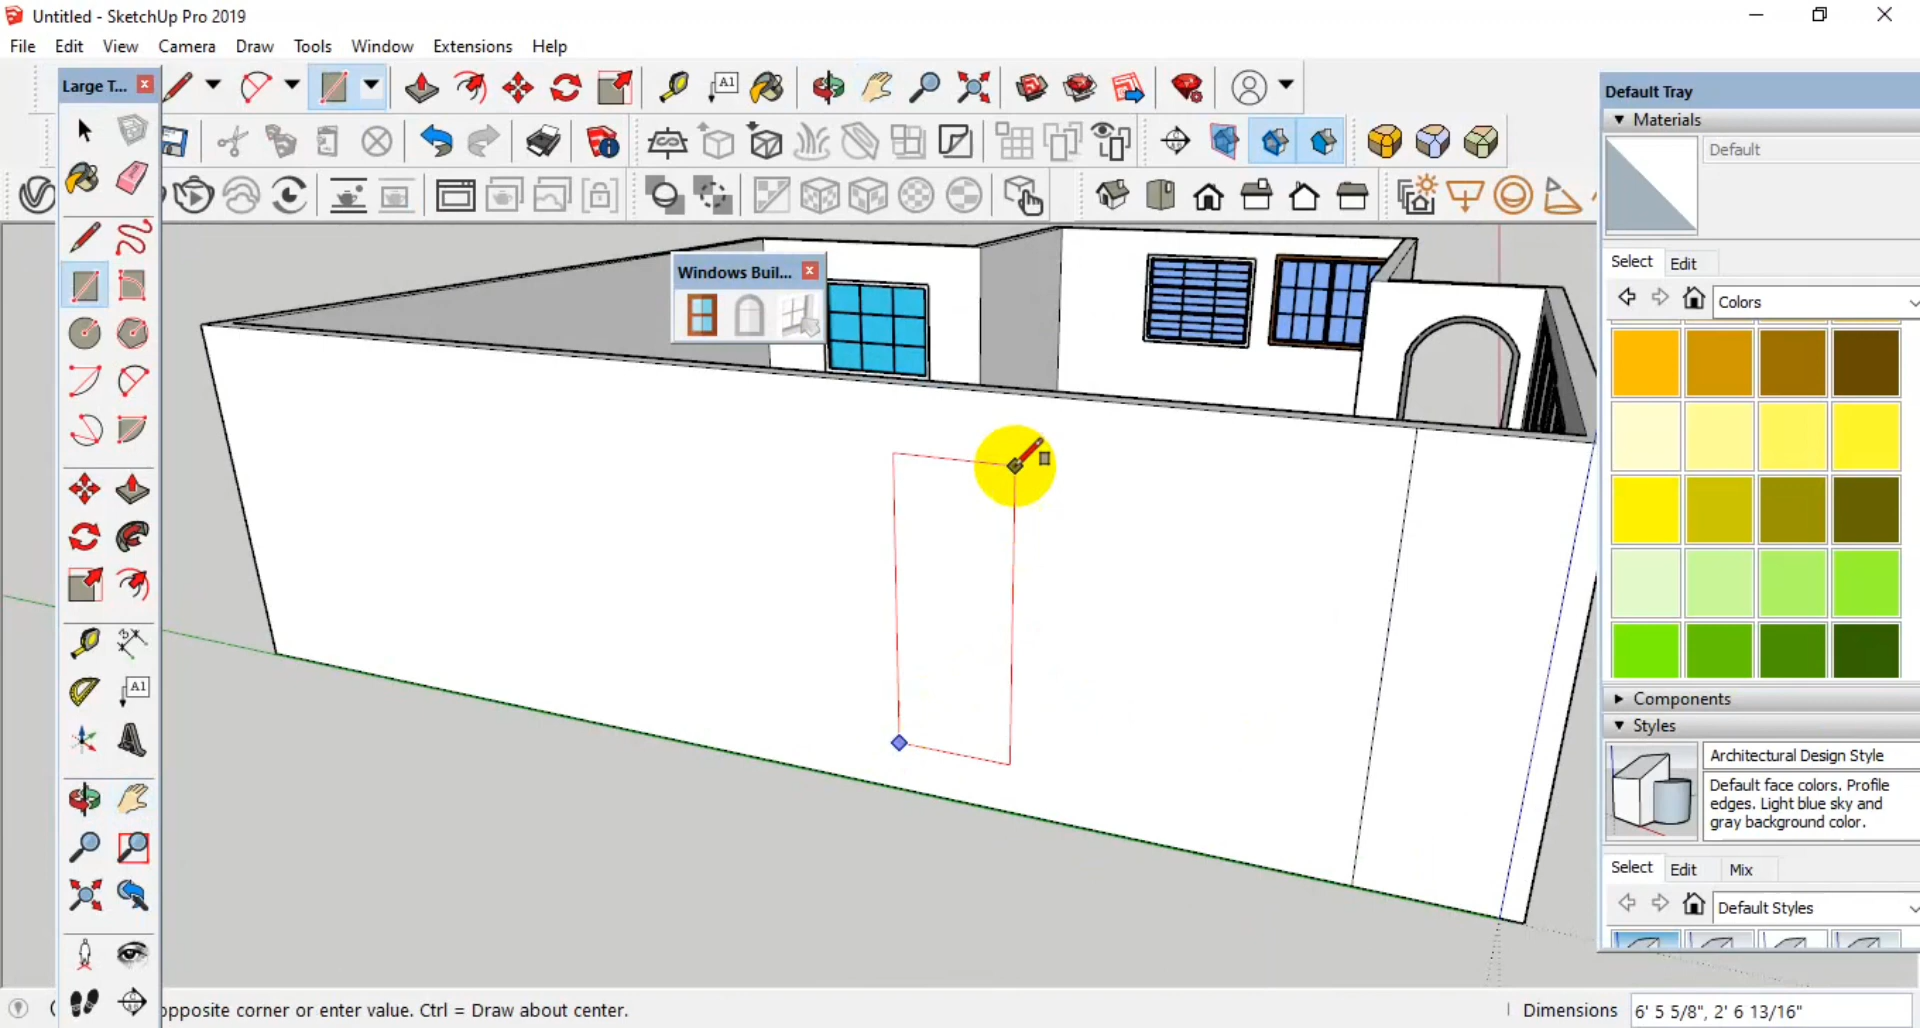 Untitled - SketchUp Pro 2019
File Edit View Camera Draw Tools Window Extensions Help
Large T...
A1
Default Tray
Materials
Default
Windows Buil...
Select Edit
Colors
A1
Components
Styles
Architectural Design Style
Default face colors. Profile
edges. Light blue sky and
gray background color.
Select Edit Mix
Default Styles
opposite corner or enter value. Ctrl = Draw about center.
Dimensions 6' 5 5/8", 2' 6 13/16"